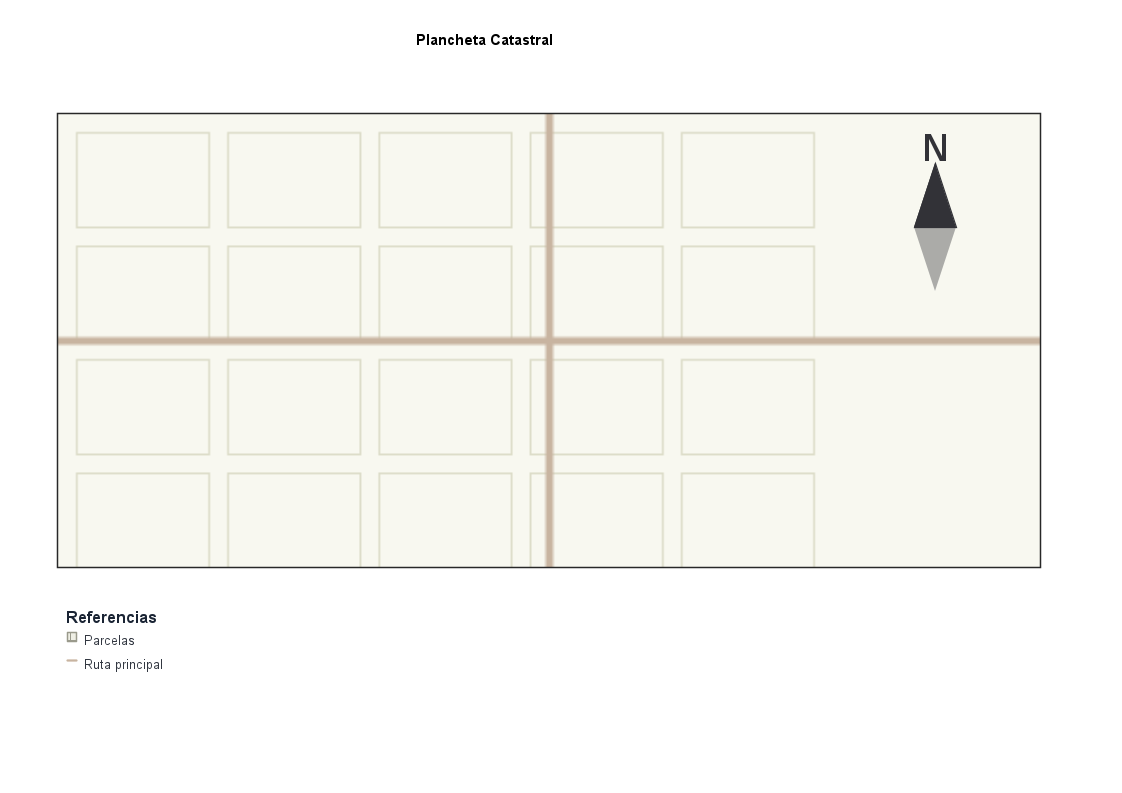 Plancheta Catastral
N
Referencias
Parcelas
Ruta principal